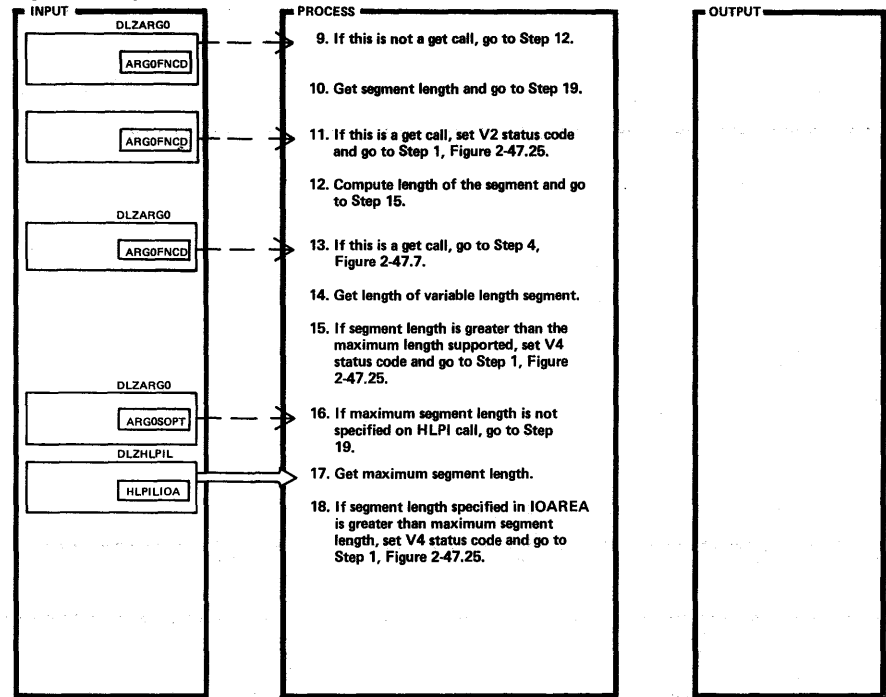 INPUT
PROCESS
OUTPUT
DLZARG0
ARG0FNCD
9. If this is not a get call, go to Step 12.
10. Get segment length and go to Step 19.
ARG0FNCD
11. If this is a get call, set V2 status code
and go to Step 1, Figure 2-47.25.
12. Compute length of the segment and go
to Step 15.
DLZARG0
ARG0FNCD
13. If this is a get call, go to Step 4,
Figure 2-47.7.
14. Get length of variable length segment.
15. If segment length is greater than the
maximum length supported, set V4
status code and go to Step 1, Figure
2-47.25.
DLZARG0
ARG0SOPT
16. If maximum segment length is not
specified on HLPI call, go to Step
19.
DLZHLPIL
HLPILIOA
17. Get maximum segment length.
18. If segment length specified in IOAREA
is greater than maximum segment
length, set V4 status code and go to
Step 1, Figure 2-47.25.